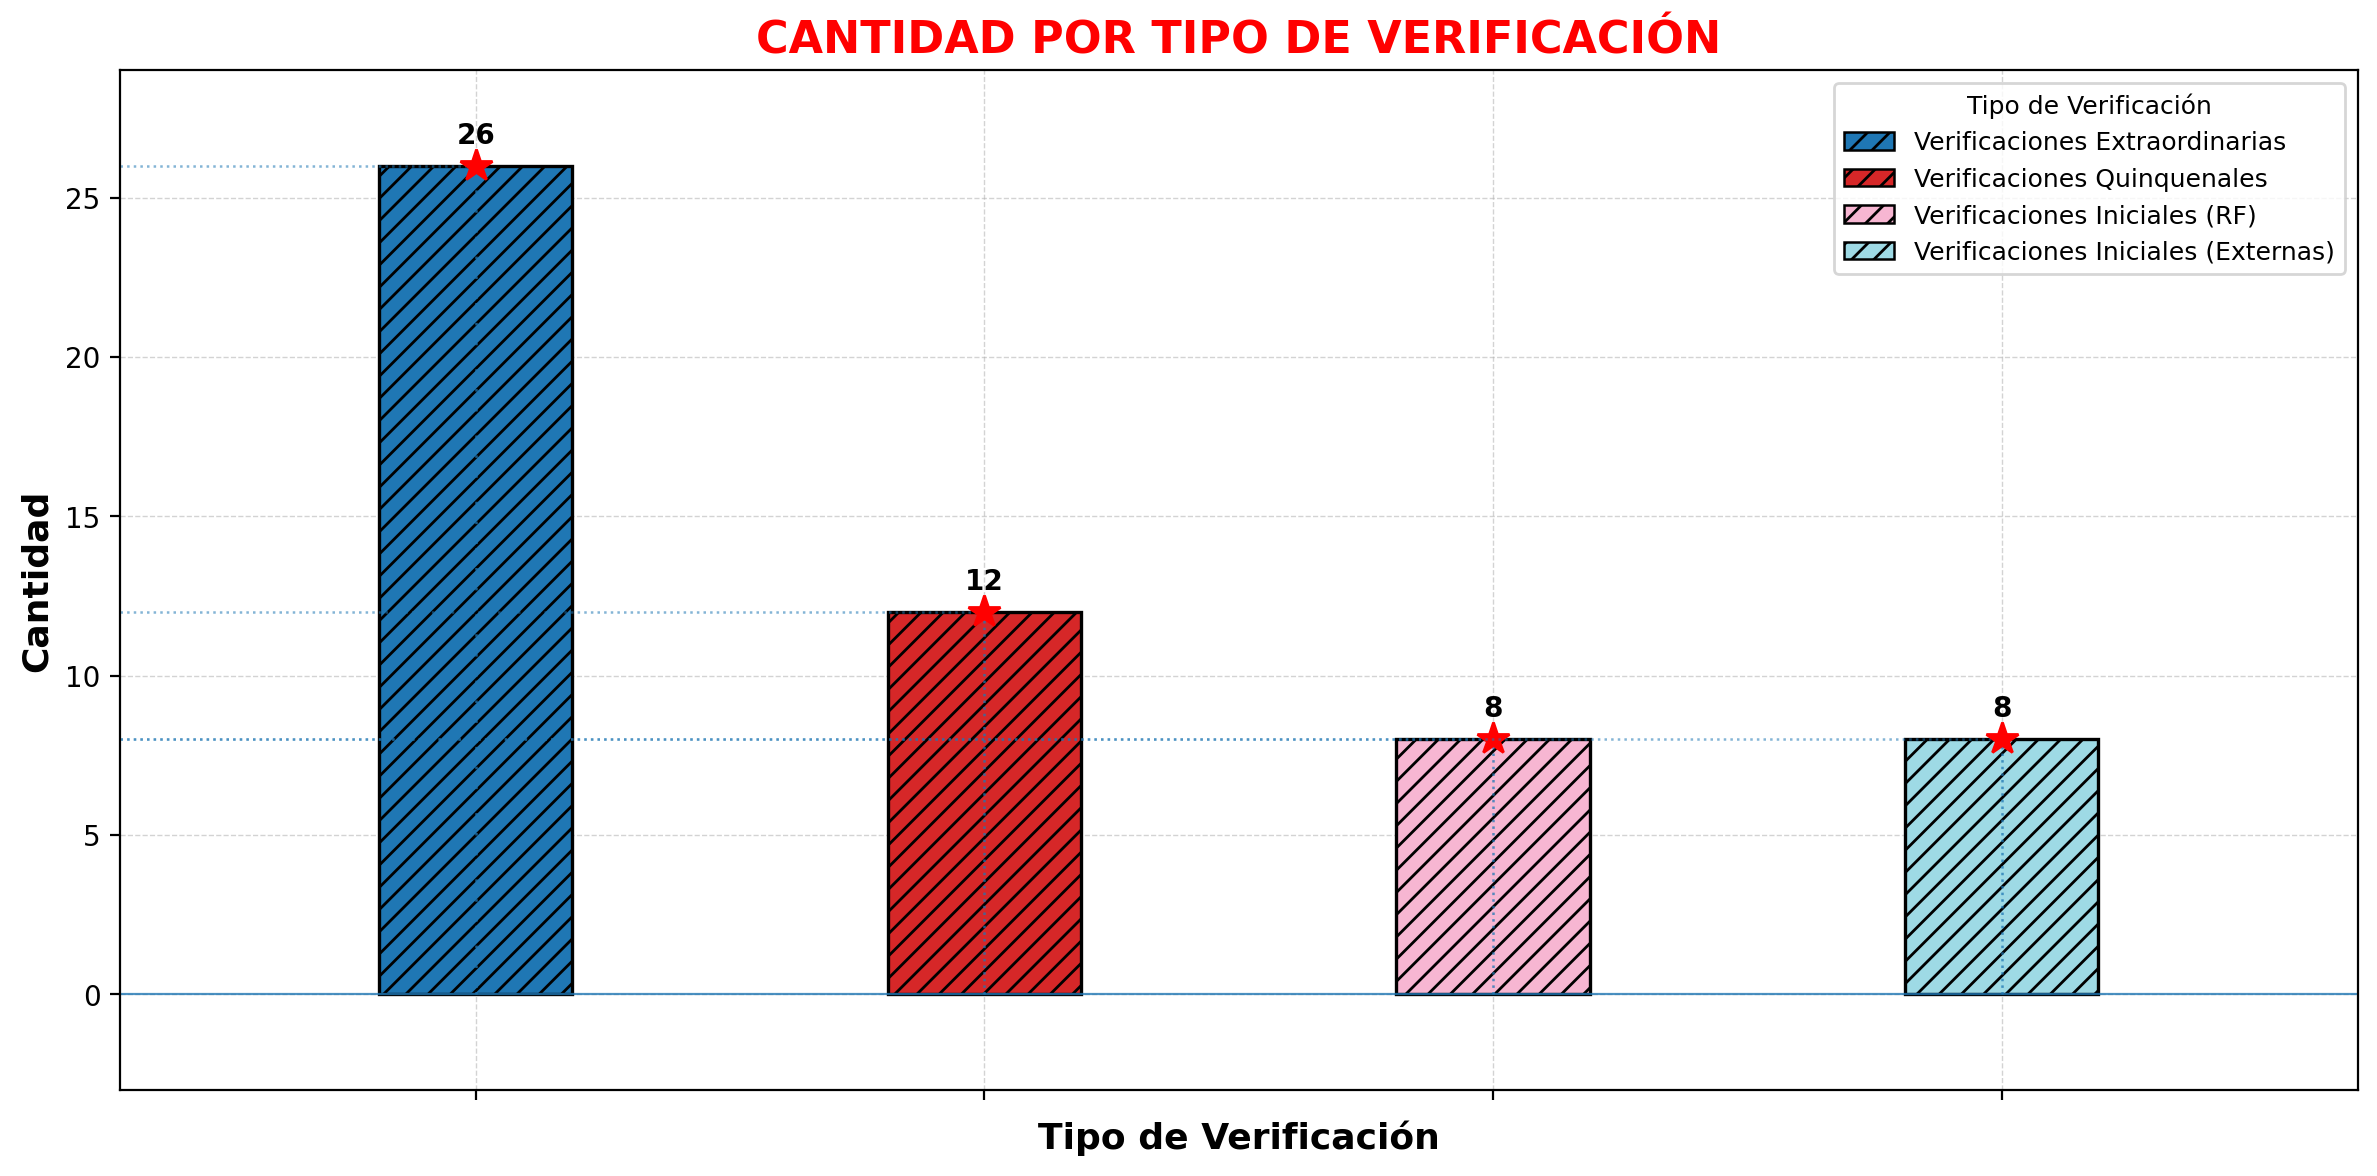 CANTIDAD POR TIPO DE VERIFICACIÓN
Tipo de Verificación
Verificaciones Extraordinarias
Verificaciones Quinquenales
Verificaciones Iniciales (RF)
Verificaciones Iniciales (Externas)
26
12
8
8
25
20
15
10
5
0
Cantidad
Tipo de Verificación